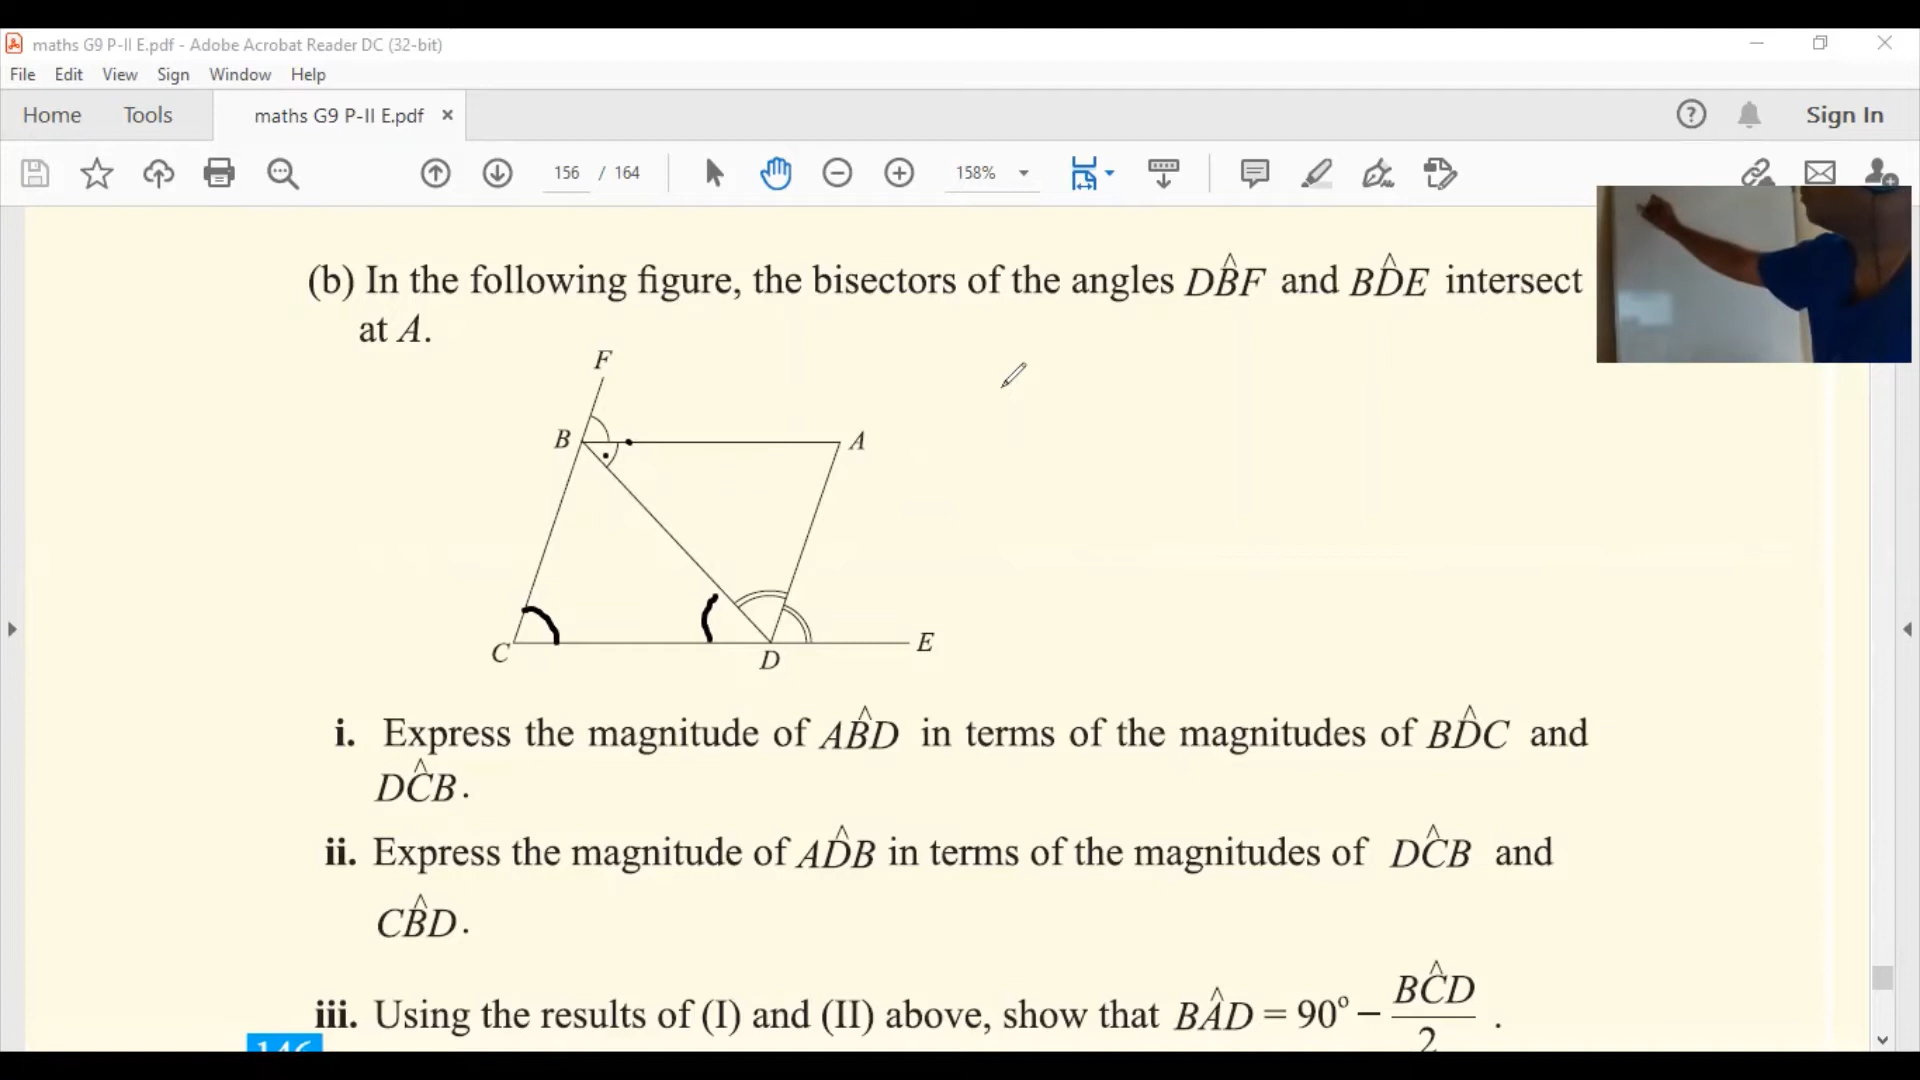 maths G9 P-II E.pdf - Adobe Acrobat Reader DC (32-bit)
File Edit View Sign Window Help
Home Tools maths G9 P-II E.pdf × Sign In
156 / 164 158%
(b) In the following figure, the bisectors of the angles DB̂F and BD̂E intersect
at A.
F
B A
C D E
i. Express the magnitude of AB̂D in terms of the magnitudes of BD̂C and
DĈB.
ii. Express the magnitude of AD̂B in terms of the magnitudes of DĈB and
CB̂D.
iii. Using the results of (I) and (II) above, show that BÂD = 90° − BĈD/2 .
146